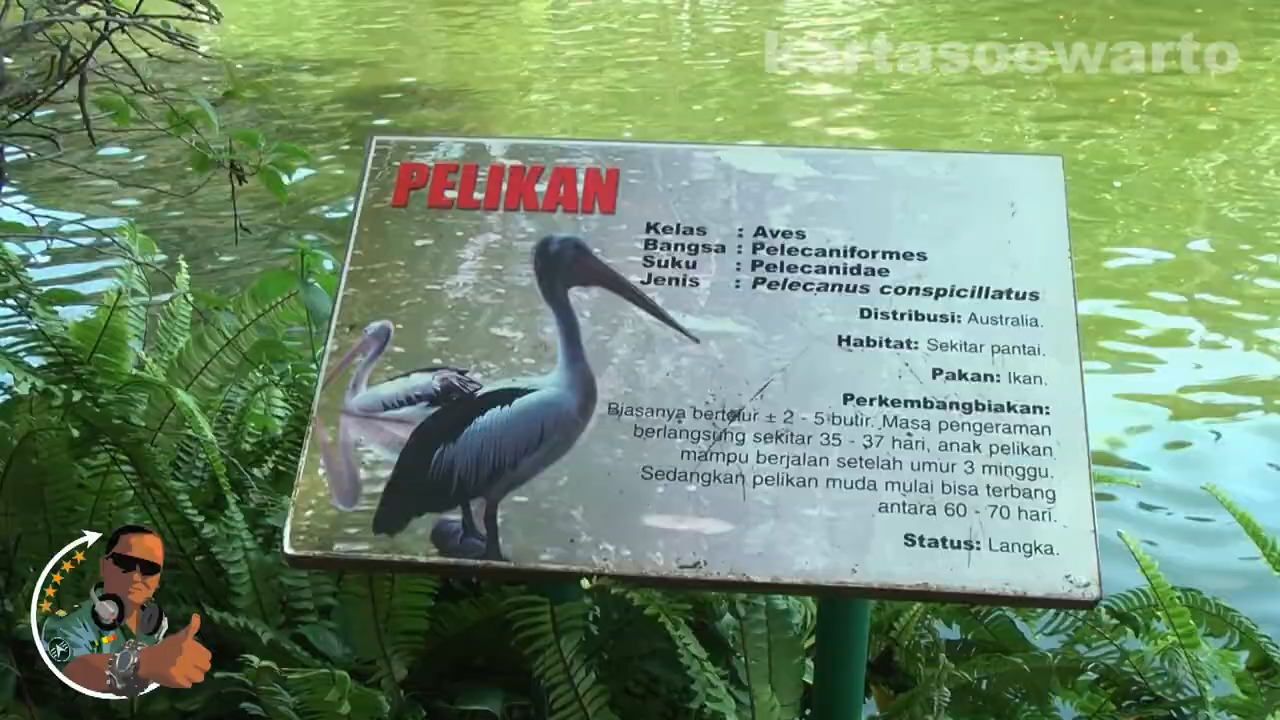 kartasoewarto
PELIKAN
Kelas : Aves
Bangsa : Pelecaniformes
Suku : Pelecanidae
Jenis : Pelecanus conspicillatus
Distribusi: Australia.
Habitat: Sekitar pantai.
Pakan: Ikan.
Perkembangbiakan:
Biasanya bertelur ± 2 - 5 butir. Masa pengeraman
berlangsung sekitar 35 - 37 hari, anak pelikan
mampu berjalan setelah umur 3 minggu.
Sedangkan pelikan muda mulai bisa terbang
antara 60 - 70 hari.
Status: Langka.